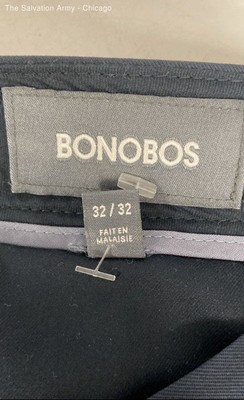 The Salvation Army - Chicago
BONOBOS
32 / 32
FAIT EN
MALAISIE